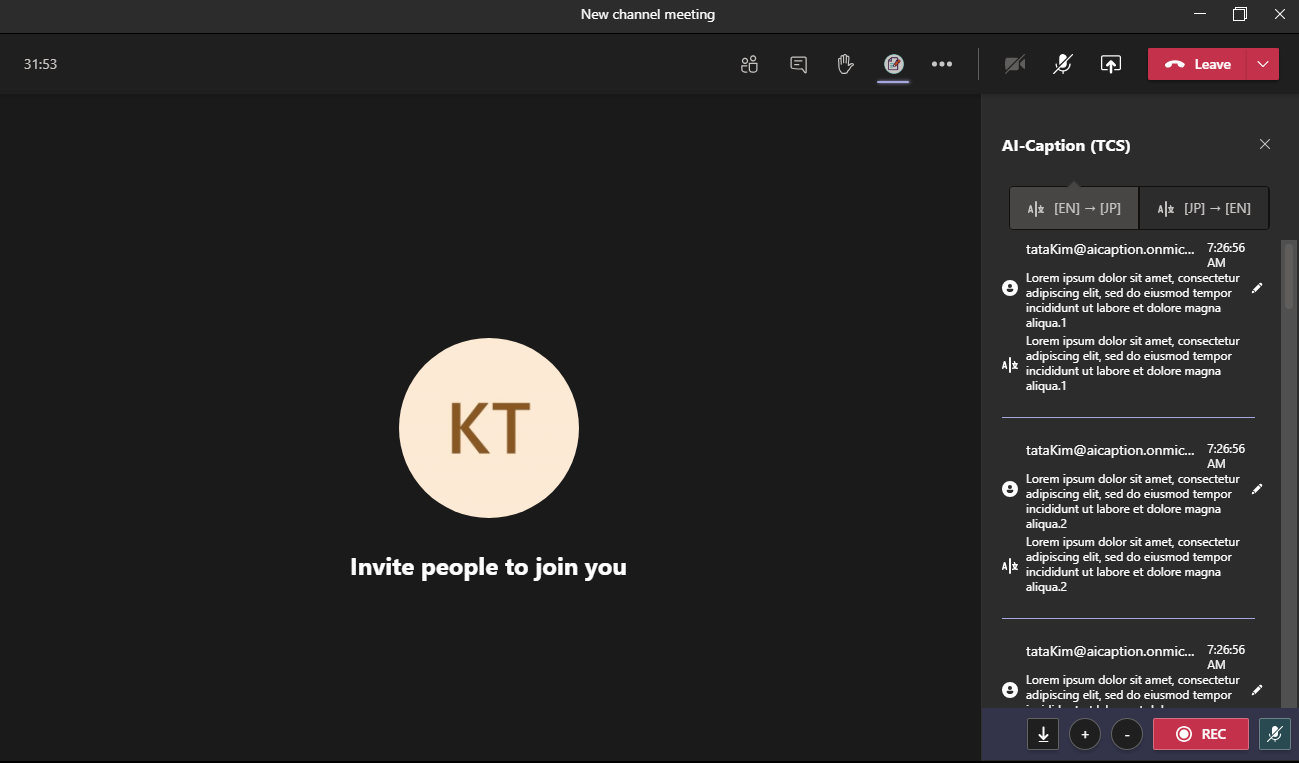 New channel meeting
31:53
Leave
AI-Caption (TCS)
[EN] → [JP]
[JP] → [EN]
tataKim@aicaption.onmic...
7:26:56
AM
Lorem ipsum dolor sit amet, consectetur
adipiscing elit, sed do eiusmod tempor
incididunt ut labore et dolore magna
aliqua.1
Lorem ipsum dolor sit amet, consectetur
adipiscing elit, sed do eiusmod tempor
incididunt ut labore et dolore magna
aliqua.1
tataKim@aicaption.onmic...
7:26:56
AM
Lorem ipsum dolor sit amet, consectetur
adipiscing elit, sed do eiusmod tempor
incididunt ut labore et dolore magna
aliqua.2
Lorem ipsum dolor sit amet, consectetur
adipiscing elit, sed do eiusmod tempor
incididunt ut labore et dolore magna
aliqua.2
tataKim@aicaption.onmic...
7:26:56
AM
Lorem ipsum dolor sit amet, consectetur
adipiscing elit, sed do eiusmod tempor
KT
Invite people to join you
+
-
REC